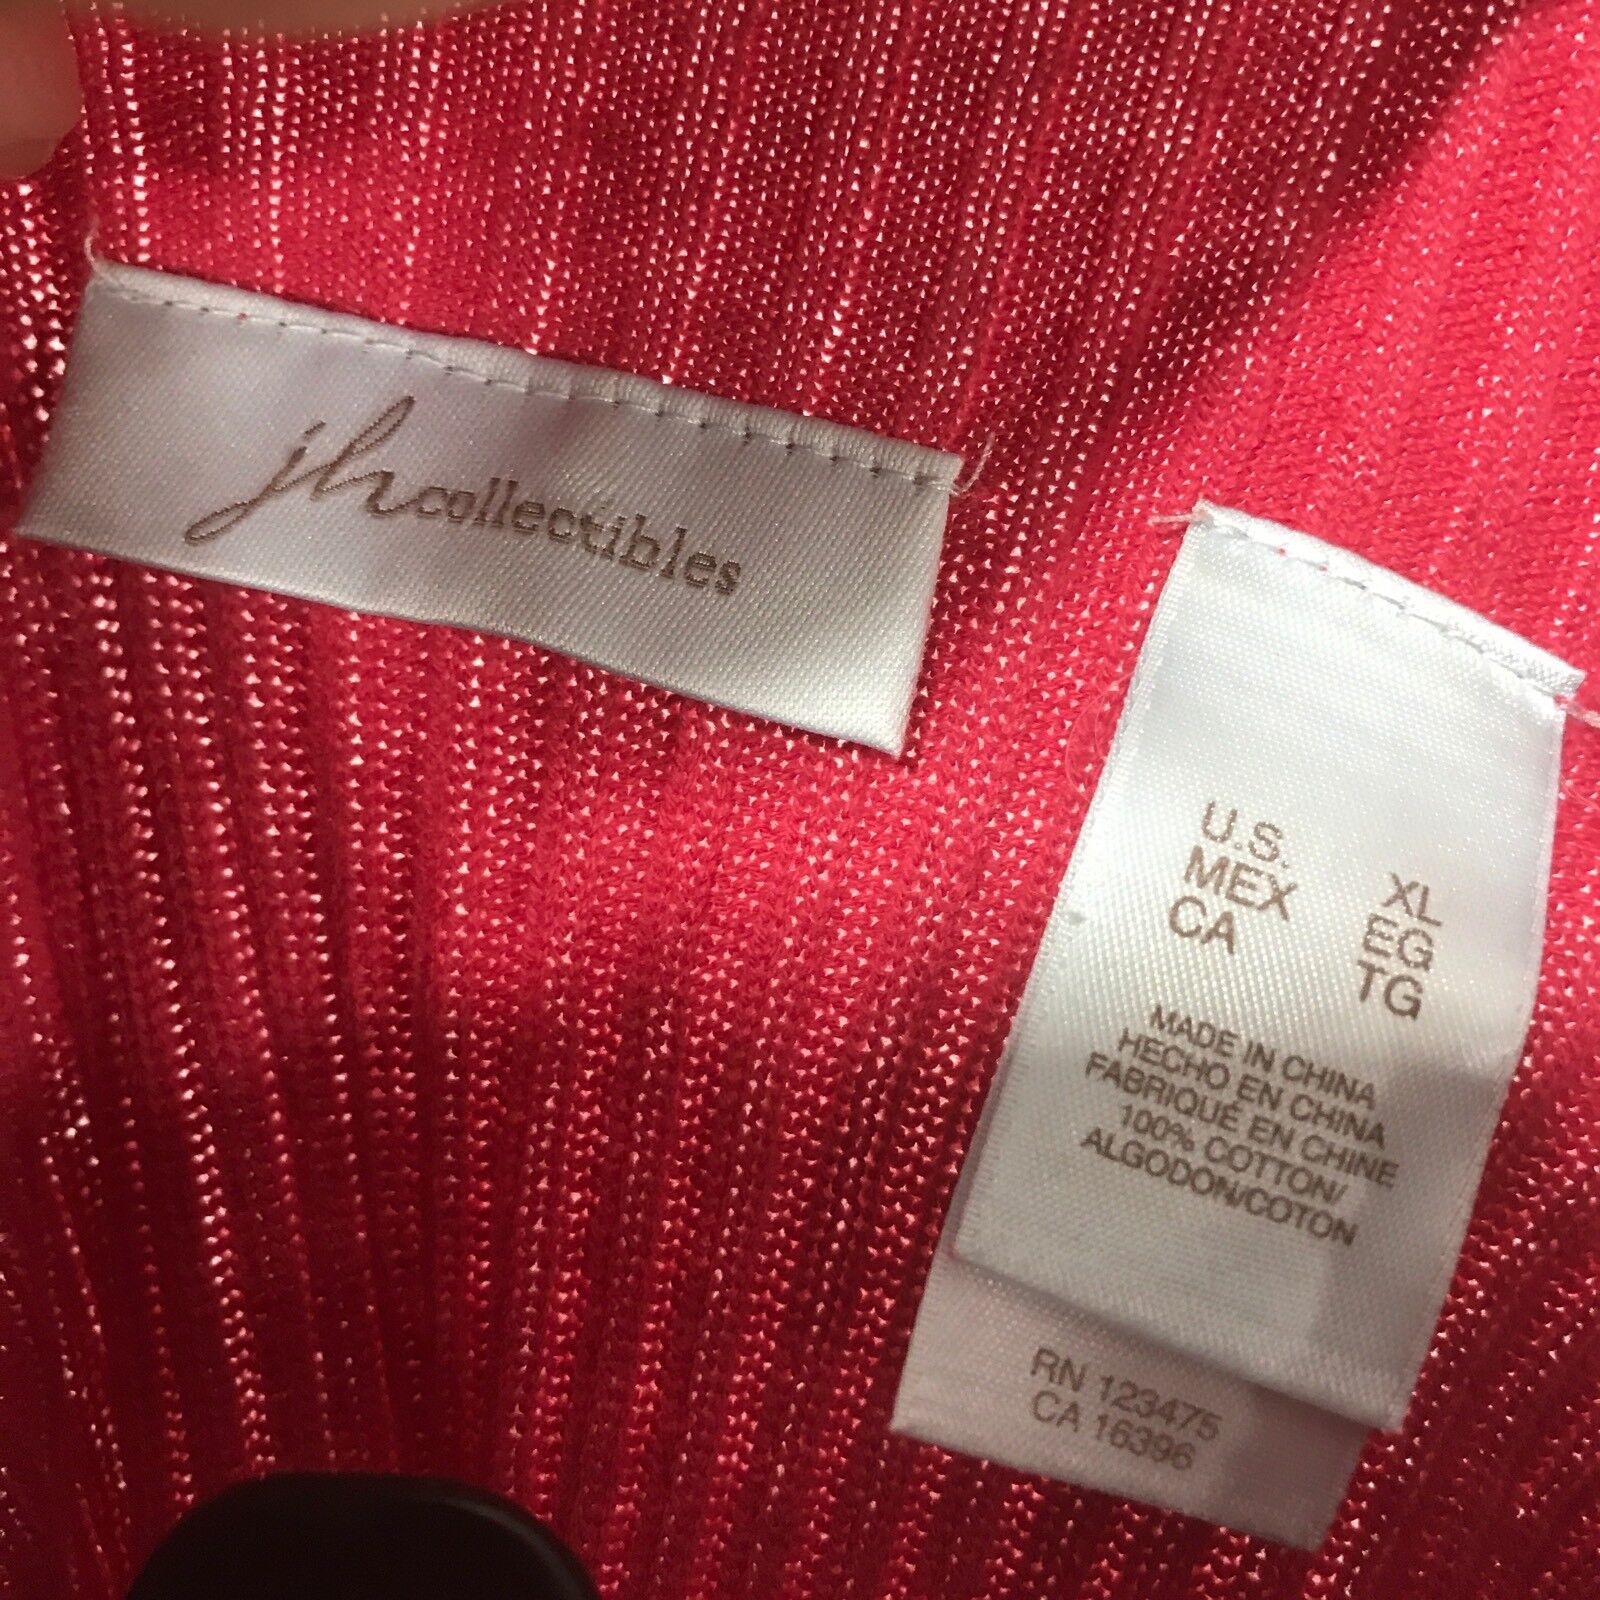 jh collectibles
U.S. XL
MEX EG
CA TG
MADE IN CHINA
HECHO EN CHINA
FABRIQUÉ EN CHINE
100% COTTON/
ALGODON/COTON
RN 123475
CA 16396